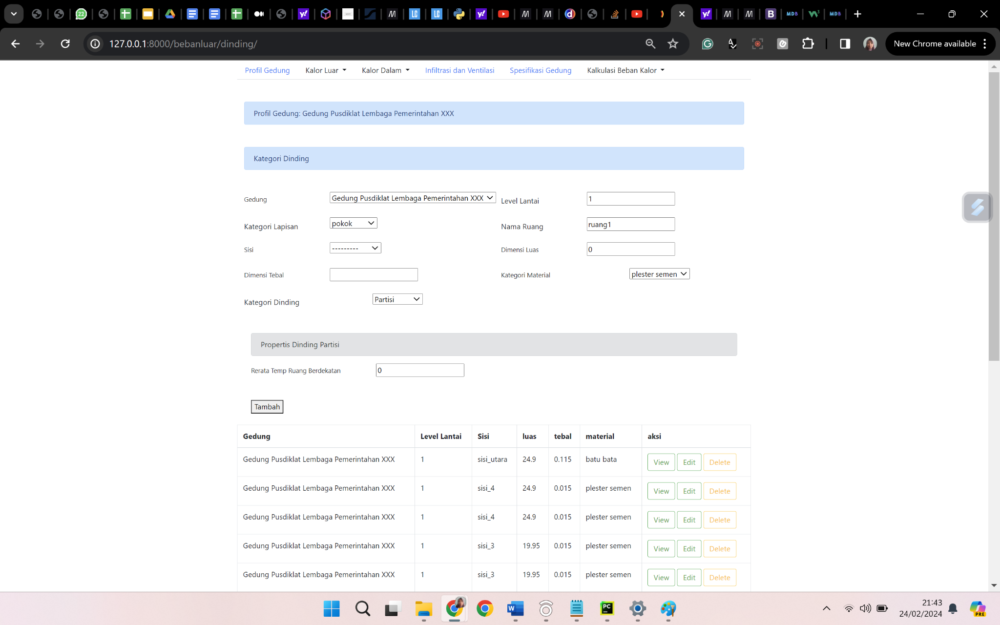 22
LC
LC
MDB
MDB
127.0.0.1:8000/bebanluar/dinding/
New Chrome available
Profil Gedung
Kalor Luar
Kalor Dalam
Infiltrasi dan Ventilasi
Spesifikasi Gedung
Kalkulasi Beban Kalor
Profil Gedung: Gedung Pusdiklat Lembaga Pemerintahan XXX
Kategori Dinding
Gedung Gedung Pusdiklat Lembaga Pemerintahan XXX Level Lantai 1
Kategori Lapisan pokok Nama Ruang ruang1
Sisi --------- Dimensi Luas 0
Dimensi Tebal Kategori Material plester semen
Kategori Dinding Partisi
Propertis Dinding Partisi
Rerata Temp Ruang Berdekatan 0
Tambah
Gedung Level Lantai Sisi luas tebal material aksi
Gedung Pusdiklat Lembaga Pemerintahan XXX 1 sisi_utara 24.9 0.115 batu bata View Edit Delete
Gedung Pusdiklat Lembaga Pemerintahan XXX 1 sisi_4 24.9 0.015 plester semen View Edit Delete
Gedung Pusdiklat Lembaga Pemerintahan XXX 1 sisi_4 24.9 0.015 plester semen View Edit Delete
Gedung Pusdiklat Lembaga Pemerintahan XXX 1 sisi_3 19.95 0.015 plester semen View Edit Delete
Gedung Pusdiklat Lembaga Pemerintahan XXX 1 sisi_3 19.95 0.015 plester semen View Edit Delete
21:43
24/02/2024
PRE